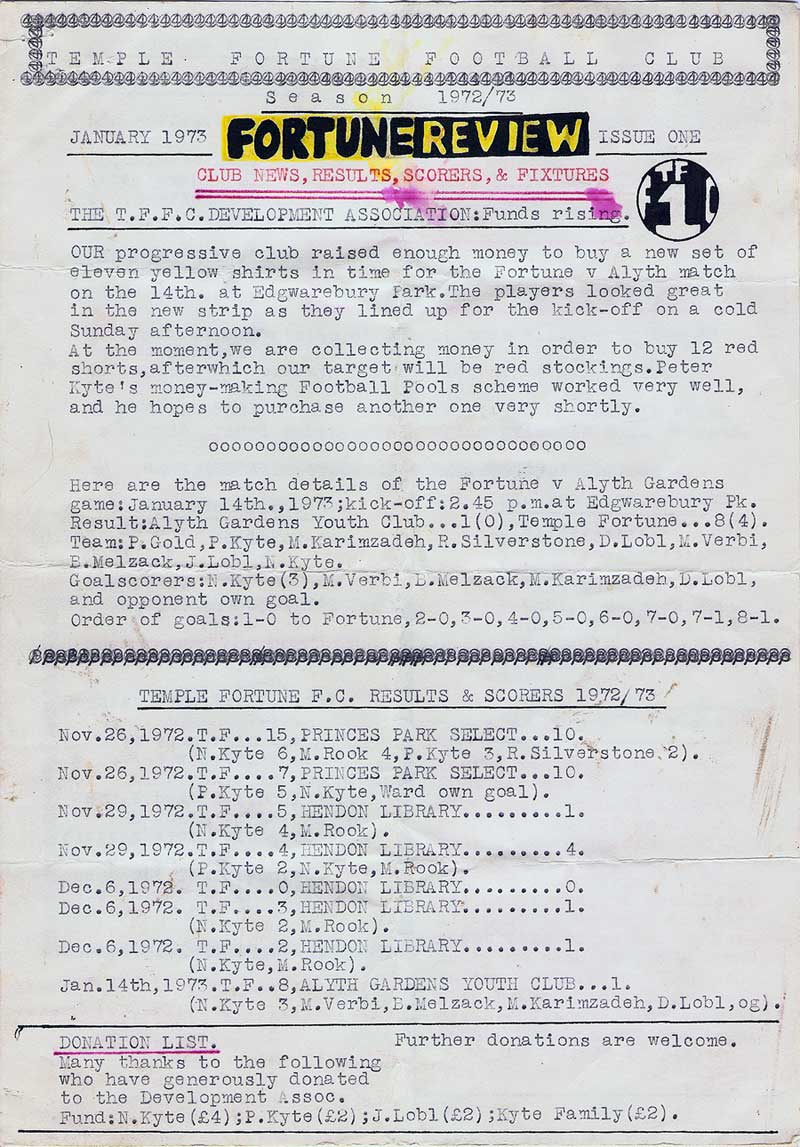 TEMPLE FORTUNE FOOTBALL CLUB
Season 1972/73
JANUARY 1973 FORTUNE REVIEW ISSUE ONE
CLUB NEWS, RESULTS, SCORERS, & FIXTURES
TF
F 1 C
THE T.F.F.C.DEVELOPMENT ASSOCIATION:Funds rising.
OUR progressive club raised enough money to buy a new set of
eleven yellow shirts in time for the Fortune v Alyth match
on the 14th. at Edgwarebury Park.The players looked great
in the new strip as they lined up for the kick-off on a cold
Sunday afternoon.
At the moment,we are collecting money in order to buy 12 red
shorts,afterwhich our target will be red stockings.Peter
Kyte's money-making Football Pools scheme worked very well,
and he hopes to purchase another one very shortly.
ooooooooooooooooooooooooooooooooooo
Here are the match details of the Fortune v Alyth Gardens
game:January 14th.,1973;kick-off:2.45 p.m.at Edgwarebury Pk.
Result:Alyth Gardens Youth Club...1(0),Temple Fortune...8(4).
Team:P.Gold,P.Kyte,M.Karimzadeh,R.Silverstone,D.Lobl,M.Verbi,
B.Melzack,J.Lobl,N.Kyte.
Goalscorers:N.Kyte(3),M.Verbi,B.Melzack,M.Karimzadeh,D.Lobl,
and opponent own goal.
Order of goals:1-0 to Fortune,2-0,3-0,4-0,5-0,6-0,7-0,7-1,8-1.
TEMPLE FORTUNE F.C. RESULTS & SCORERS 1972/73
Nov.26,1972.T.F...15,PRINCES PARK SELECT...10.
(N.Kyte 6,M.Rook 4,P.Kyte 3,R.Silverstone 2).
Nov.26,1972.T.F....7,PRINCES PARK SELECT...10.
(P.Kyte 5,N.Kyte,Ward own goal).
Nov.29,1972.T.F....5,HENDON LIBRARY.........1.
(N.Kyte 4,M.Rook).
Nov.29,1972.T.F....4,HENDON LIBRARY.........4.
(P.Kyte 2,N.Kyte,M.Rook).
Dec.6,1972. T.F....0,HENDON LIBRARY.........0.
Dec.6,1972. T.F....3,HENDON LIBRARY.........1.
(N.Kyte 2,M.Rook).
Dec.6,1972. T.F....2,HENDON LIBRARY.........1.
(N.Kyte,M.Rook).
Jan.14th,1973.T.F..8,ALYTH GARDENS YOUTH CLUB...1.
(N.Kyte 3,M.Verbi,B.Melzack,M.Karimzadeh,D.Lobl,og).
DONATION LIST. Further donations are welcome.
Many thanks to the following
who have generously donated
to the Development Assoc.
Fund:N.Kyte(£4);P.Kyte(£2);J.Lobl(£2);Kyte Family(£2).